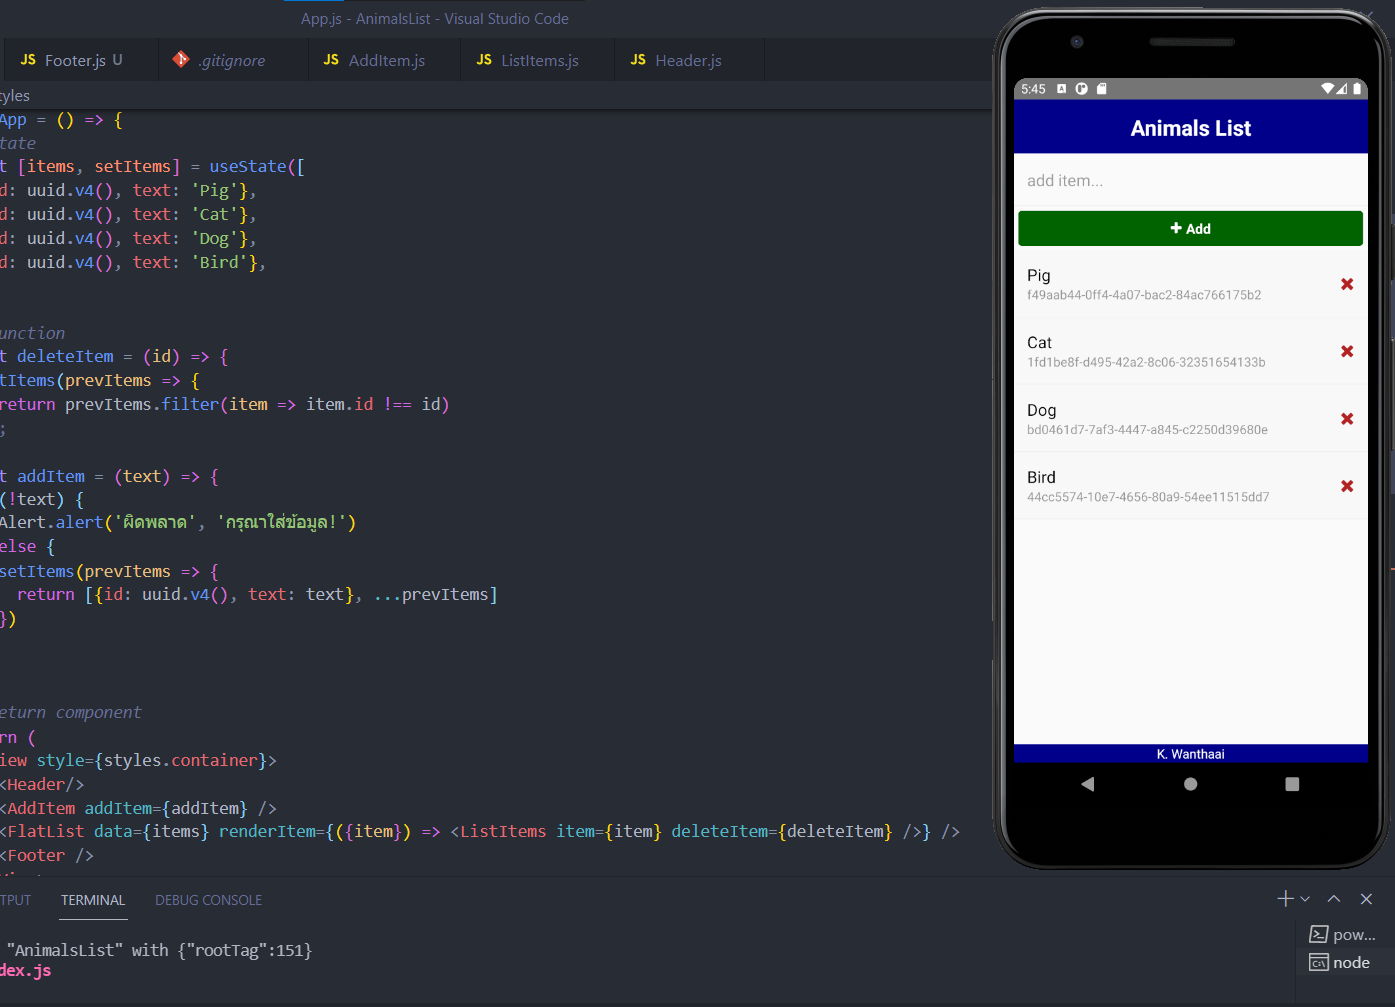 App.js - AnimalsList - Visual Studio Code
JS Footer.js U
.gitignore
JS AddItem.js
JS ListItems.js
JS Header.js
tyles
App = () => {
tate
t [items, setItems] = useState([
d: uuid.v4(), text: 'Pig'},
d: uuid.v4(), text: 'Cat'},
d: uuid.v4(), text: 'Dog'},
d: uuid.v4(), text: 'Bird'},
unction
t deleteItem = (id) => {
tItems(prevItems => {
return prevItems.filter(item => item.id !== id)
;
t addItem = (text) => {
(!text) {
Alert.alert('ผิดพลาด', 'กรุณาใส่ข้อมูล!')
else {
setItems(prevItems => {
return [{id: uuid.v4(), text: text}, ...prevItems]
})
eturn component
rn (
iew style={styles.container}>
<Header/>
<AddItem addItem={addItem} />
<FlatList data={items} renderItem={({item}) => <ListItems item={item} deleteItem={deleteItem} />} />
<Footer />
TPUT
TERMINAL
DEBUG CONSOLE
"AnimalsList" with {"rootTag":151}
dex.js
pow...
node
5:45
Animals List
add item...
Add
Pig
f49aab44-0ff4-4a07-bac2-84ac766175b2
Cat
1fd1be8f-d495-42a2-8c06-32351654133b
Dog
bd0461d7-7af3-4447-a845-c2250d39680e
Bird
44cc5574-10e7-4656-80a9-54ee11515dd7
K. Wanthaai